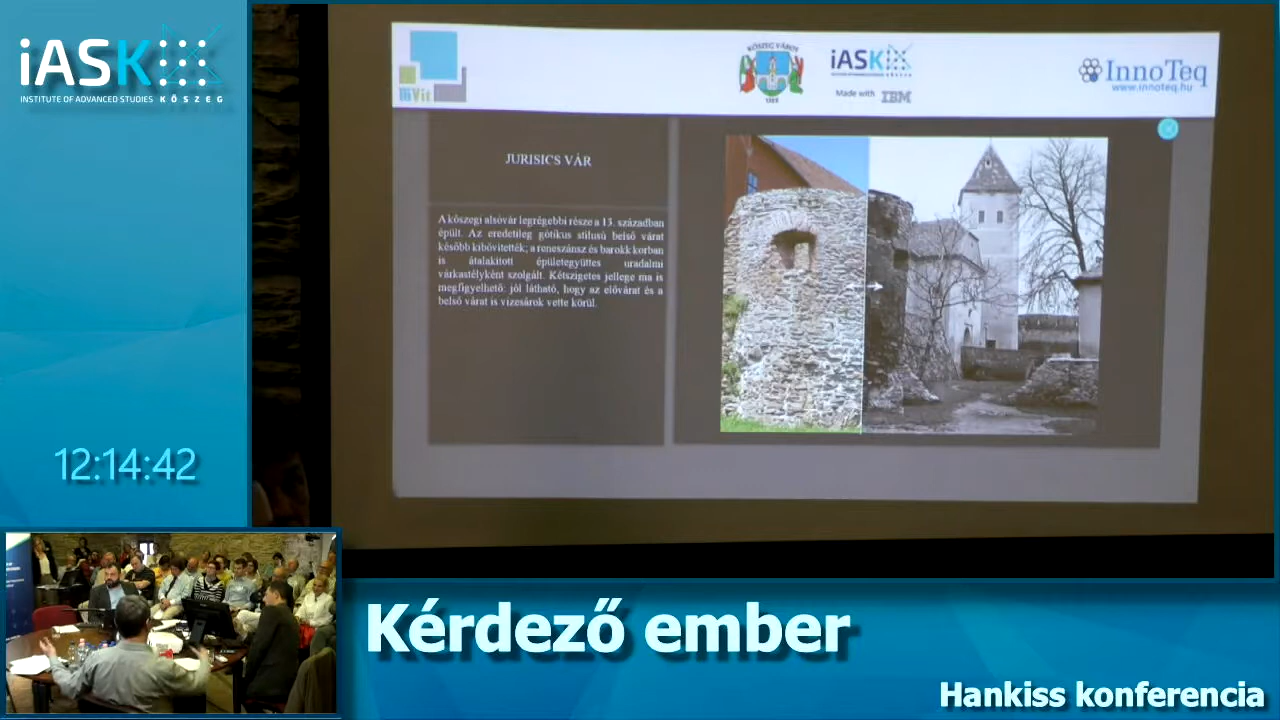 iASK
INSTITUTE OF ADVANCED STUDIES KŐSZEG
Vit
KŐSZEG VÁROS
iASK
Made with IBM
InnoTeq
www.innoteq.hu
JURISICS VÁR
A kőszegi alsóvár legrégebbi része a 13. században
épült. Az eredetileg gótikus stílusú belső várat
később kibővítették; a reneszánsz és barokk korban
is átalakított épületegyüttes uradalmi
várkastélyként szolgált. Kétszigetes jellege ma is
megfigyelhető: jól látható, hogy az elővárat és a
belső várat is vizesárok vette körül.
12:14:42
Kérdező ember
Hankiss konferencia